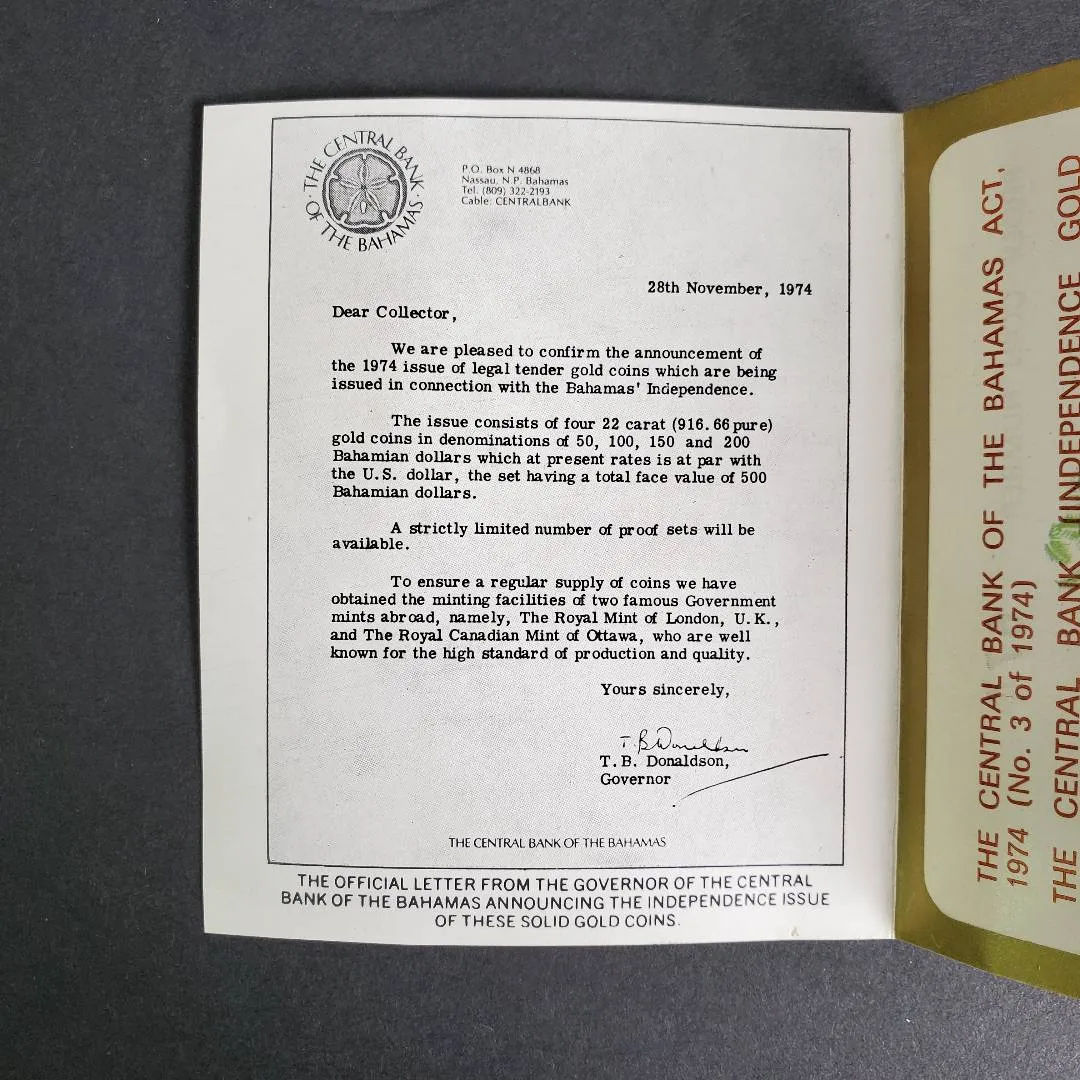 THE CENTRAL BANK
· OF THE BAHAMAS ·
P.O. Box N 4868
Nassau, N.P. Bahamas
Tel. (809) 322-2193
Cable: CENTRALBANK
28th November, 1974
Dear Collector,
We are pleased to confirm the announcement of
the 1974 issue of legal tender gold coins which are being
issued in connection with the Bahamas' Independence.
The issue consists of four 22 carat (916.66 pure)
gold coins in denominations of 50, 100, 150 and 200
Bahamian dollars which at present rates is at par with
the U.S. dollar, the set having a total face value of 500
Bahamian dollars.
A strictly limited number of proof sets will be
available.
To ensure a regular supply of coins we have
obtained the minting facilities of two famous Government
mints abroad, namely, The Royal Mint of London, U.K.,
and The Royal Canadian Mint of Ottawa, who are well
known for the high standard of production and quality.
Yours sincerely,
T.B. Donaldson
T.B. Donaldson,
Governor
THE CENTRAL BANK OF THE BAHAMAS
THE OFFICIAL LETTER FROM THE GOVERNOR OF THE CENTRAL
BANK OF THE BAHAMAS ANNOUNCING THE INDEPENDENCE ISSUE
OF THESE SOLID GOLD COINS.
THE CENTRAL BANK OF THE BAHAMAS ACT,
1974 (No. 3 of 1974)
THE CENTRAL BANK (INDEPENDENCE GOLD